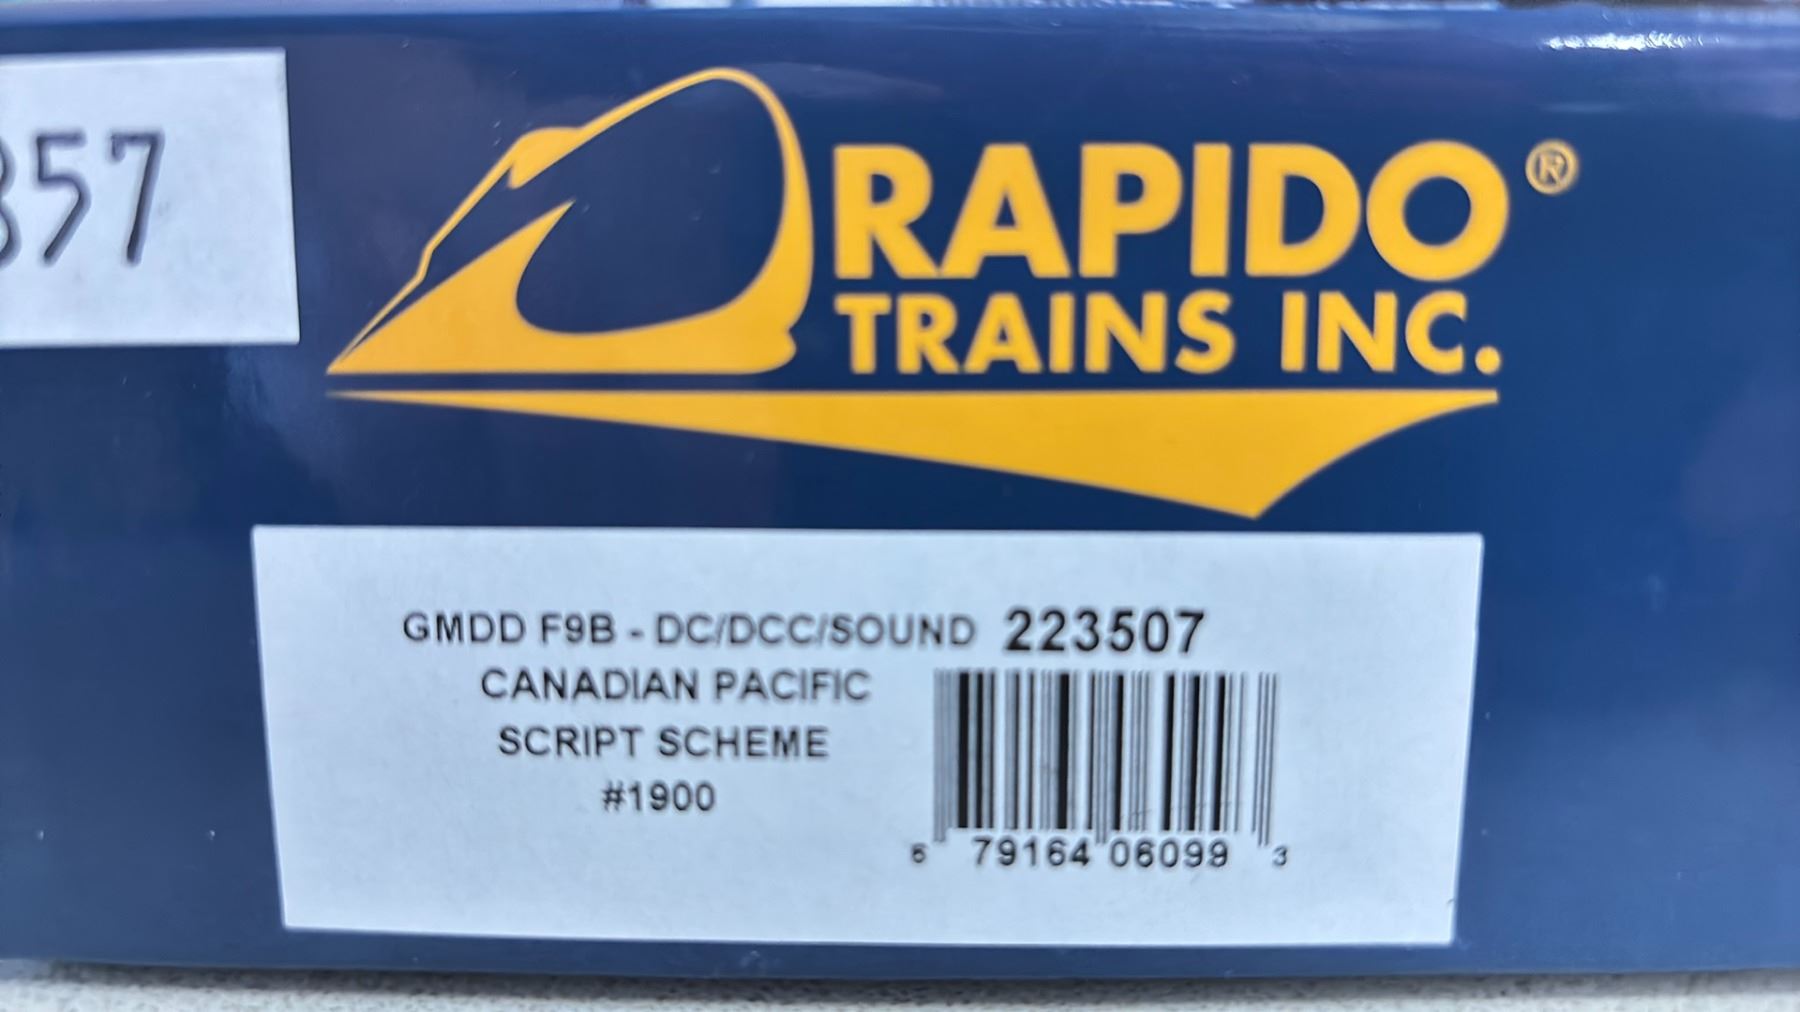 357
RAPIDO®
TRAINS INC.
GMDD F9B - DC/DCC/SOUND 223507
CANADIAN PACIFIC
SCRIPT SCHEME
#1900
6 79164 06099 3